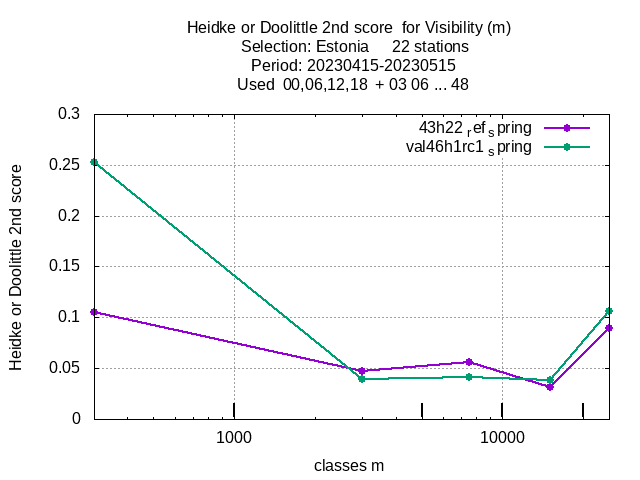 Heidke or Doolittle 2nd score for Visibility (m)
Selection: Estonia 22 stations
Period: 20230415-20230515
Used 00,06,12,18 + 03 06 ... 48
43h22 ref spring
val46h1rc1 spring
0.3
0.25
0.2
0.15
0.1
0.05
0
Heidke or Doolittle 2nd score
1000
10000
classes m